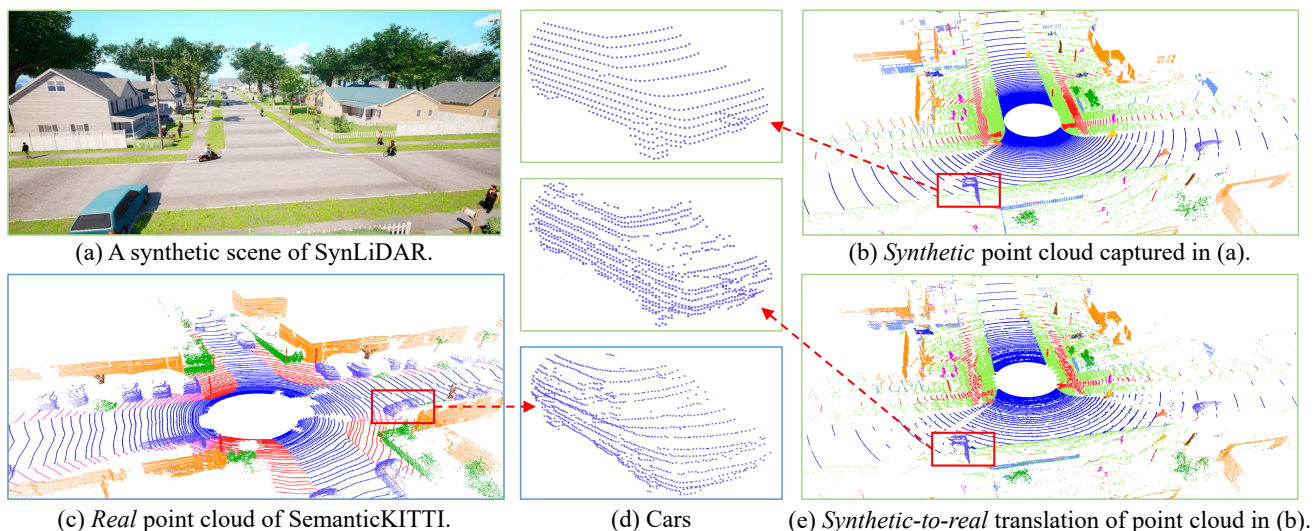 (a) A synthetic scene of SynLiDAR.
(b) Synthetic point cloud captured in (a).
(c) Real point cloud of SemanticKITTI.
(d) Cars
(e) Synthetic-to-real translation of point cloud in (b).